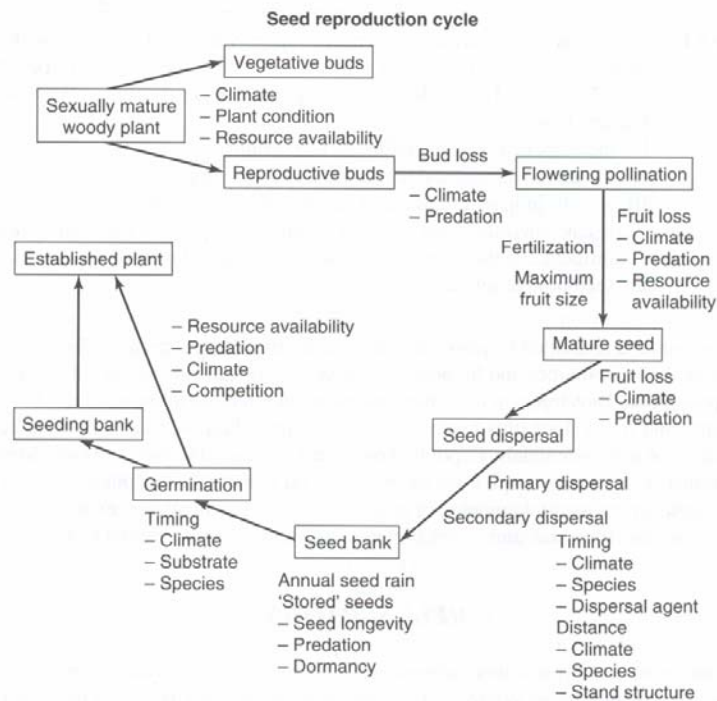 Seed reproduction cycle
Vegetative buds
Sexually mature
woody plant
– Climate
– Plant condition
– Resource availability
Reproductive buds
Bud loss
– Climate
– Predation
Flowering pollination
Fertilization
Maximum
fruit size
Fruit loss
– Climate
– Predation
– Resource
availability
Mature seed
Fruit loss
– Climate
– Predation
Seed dispersal
Primary dispersal
Secondary dispersal
Timing
– Climate
– Species
– Dispersal agent
Distance
– Climate
– Species
– Stand structure
Seed bank
Annual seed rain
'Stored' seeds
– Seed longevity
– Predation
– Dormancy
Germination
Timing
– Climate
– Substrate
– Species
Seeding bank
– Resource availability
– Predation
– Climate
– Competition
Established plant